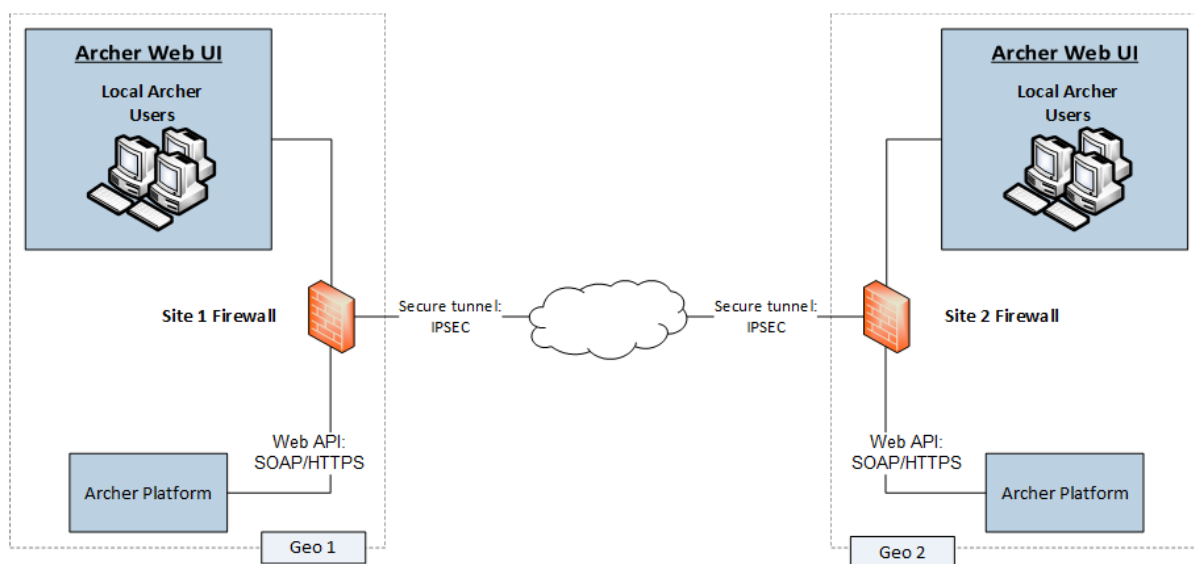 Archer Web UI
Local Archer
Users
Site 1 Firewall
Web API:
SOAP/HTTPS
Archer Platform
Geo 1
Secure tunnel:
IPSEC
Secure tunnel:
IPSEC
Archer Web UI
Local Archer
Users
Site 2 Firewall
Web API:
SOAP/HTTPS
Archer Platform
Geo 2